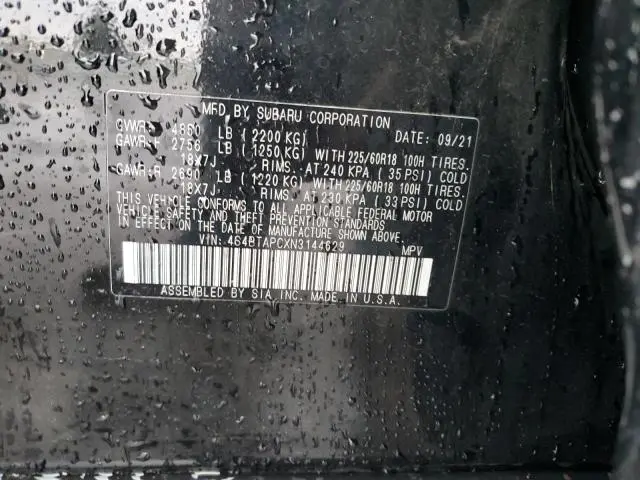 MFD. BY SUBARU CORPORATION
GVWR: 4850 LB (2200 KG) DATE: 09/21
GAWR:F 2756 LB (1250 KG) WITH 225/60R18 100H TIRES,
18X7J RIMS, AT 240 KPA (35 PSI) COLD
GAWR:R 2690 LB (1220 KG) WITH 225/60R18 100H TIRES,
18X7J RIMS, AT 230 KPA (33 PSI) COLD
THIS VEHICLE CONFORMS TO ALL APPLICABLE FEDERAL MOTOR
VEHICLE SAFETY, BUMPER, AND THEFT PREVENTION STANDARDS
IN EFFECT ON THE DATE OF MANUFACTURE SHOWN ABOVE.
VIN: 4S4BTAPCXN3144629 MPV
ASSEMBLED BY SIA, INC. MADE IN U.S.A.